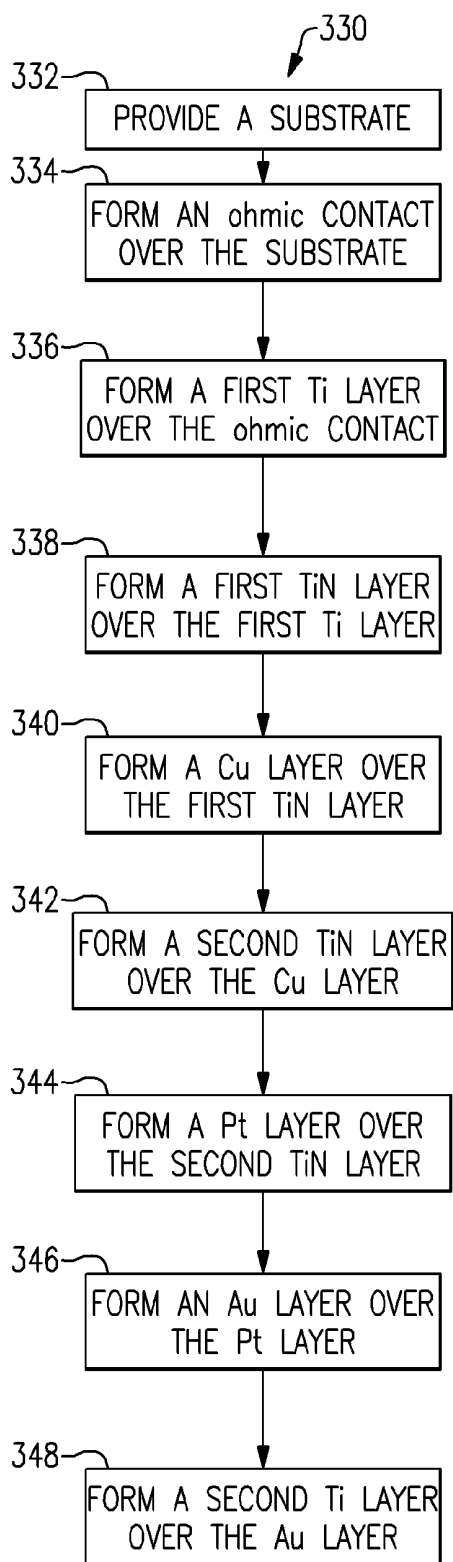 330
332
PROVIDE A SUBSTRATE
334
FORM AN ohmic CONTACT
OVER THE SUBSTRATE
336
FORM A FIRST Ti LAYER
OVER THE ohmic CONTACT
338
FORM A FIRST TiN LAYER
OVER THE FIRST Ti LAYER
340
FORM A Cu LAYER OVER
THE FIRST TiN LAYER
342
FORM A SECOND TiN LAYER
OVER THE Cu LAYER
344
FORM A Pt LAYER OVER
THE SECOND TiN LAYER
346
FORM AN Au LAYER OVER
THE Pt LAYER
348
FORM A SECOND Ti LAYER
OVER THE Au LAYER